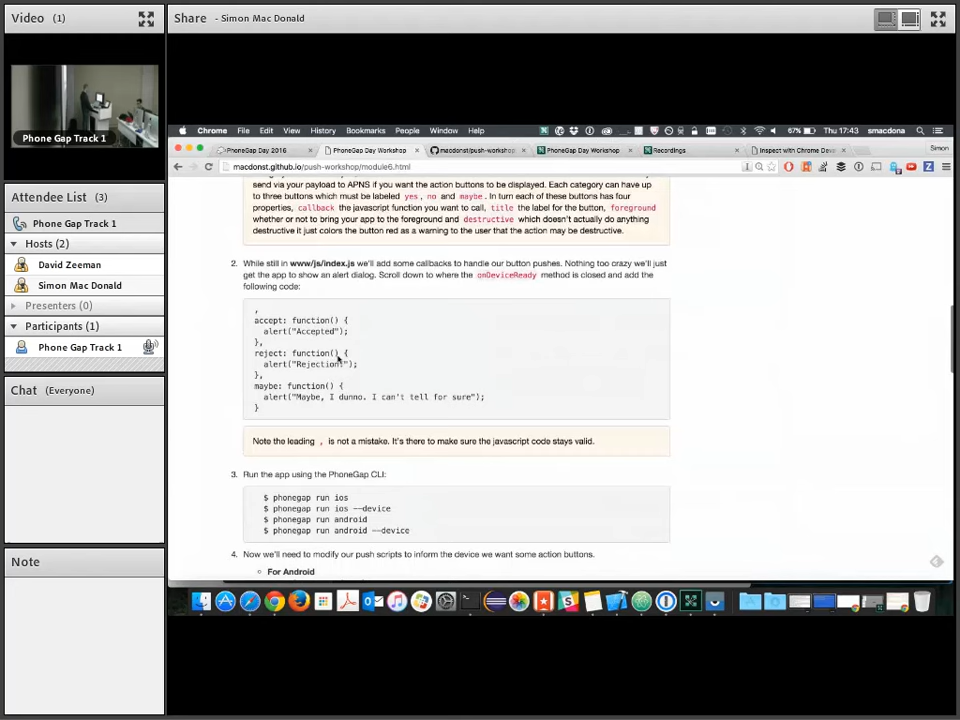 Video (1)
Phone Gap Track 1
Attendee List (3)
Phone Gap Track 1
Hosts (2)
David Zeeman
Simon Mac Donald
Presenters (0)
Participants (1)
Phone Gap Track 1
Chat (Everyone)
Note
Share - Simon Mac Donald
Chrome File Edit View History Bookmarks People Window Help
67% Thu 17:43 smacdona
PhoneGap Day 2016
PhoneGap Day Workshop
macdonst/push-workshop
PhoneGap Day Workshop
Recordings
Inspect with Chrome Dev
Simon
macdonst.github.io/push-workshop/module6.html
send via your payload to APNS if you want the action buttons to be displayed. Each category can have up
to three buttons which must be labeled yes, no and maybe. In turn each of these buttons has four
properties, callback the javascript function you want to call, title the label for the button, foreground
whether or not to bring your app to the foreground and destructive which doesn't actually do anything
destructive it just colors the button red as a warning to the user that the action may be destructive.
2. While still in www/js/index.js we'll add some callbacks to handle our button pushes. Nothing too crazy we'll just
get the app to show an alert dialog. Scroll down to where the onDeviceReady method is closed and add the
following code:
,
accept: function() {
alert("Accepted");
},
reject: function() {
alert("Rejection!");
},
maybe: function() {
alert("Maybe, I dunno. I can't tell for sure");
}
Note the leading , is not a mistake. It's there to make sure the javascript code stays valid.
3. Run the app using the PhoneGap CLI:
$ phonegap run ios
$ phonegap run ios --device
$ phonegap run android
$ phonegap run android --device
4. Now we'll need to modify our push scripts to inform the device we want some action buttons.
For Android